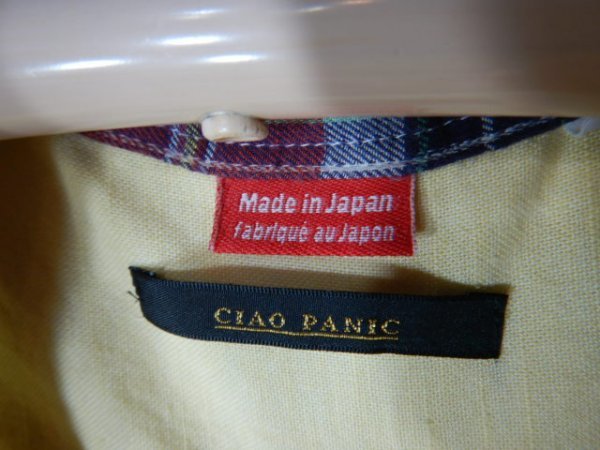 Made in Japan
fabriqué au Japon
CIAO PANIC